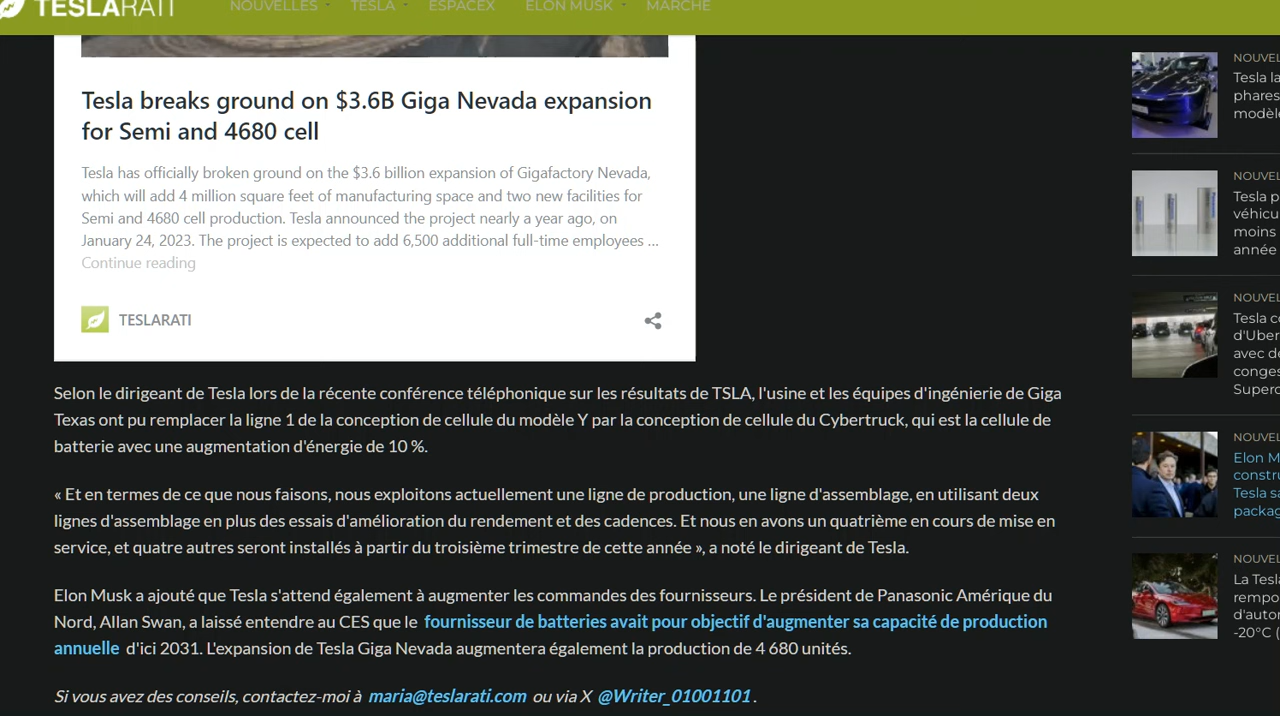 TESLARATI
NOUVELLES TESLA ESPACEX ELON MUSK MARCHÉ
Tesla breaks ground on $3.6B Giga Nevada expansion
for Semi and 4680 cell
Tesla has officially broken ground on the $3.6 billion expansion of Gigafactory Nevada,
which will add 4 million square feet of manufacturing space and two new facilities for
Semi and 4680 cell production. Tesla announced the project nearly a year ago, on
January 24, 2023. The project is expected to add 6,500 additional full-time employees ...
Continue reading
TESLARATI
Selon le dirigeant de Tesla lors de la récente conférence téléphonique sur les résultats de TSLA, l'usine et les équipes d'ingénierie de Giga
Texas ont pu remplacer la ligne 1 de la conception de cellule du modèle Y par la conception de cellule du Cybertruck, qui est la cellule de
batterie avec une augmentation d'énergie de 10 %.
« Et en termes de ce que nous faisons, nous exploitons actuellement une ligne de production, une ligne d'assemblage, en utilisant deux
lignes d'assemblage en plus des essais d'amélioration du rendement et des cadences. Et nous en avons un quatrième en cours de mise en
service, et quatre autres seront installés à partir du troisième trimestre de cette année », a noté le dirigeant de Tesla.
Elon Musk a ajouté que Tesla s'attend également à augmenter les commandes des fournisseurs. Le président de Panasonic Amérique du
Nord, Allan Swan, a laissé entendre au CES que le fournisseur de batteries avait pour objectif d'augmenter sa capacité de production
annuelle d'ici 2031. L'expansion de Tesla Giga Nevada augmentera également la production de 4 680 unités.
Si vous avez des conseils, contactez-moi à maria@teslarati.com ou via X @Writer_01001101 .
NOUVEL
Tesla la
phares
modèle
NOUVEL
Tesla p
véhicu
moins
année
NOUVEL
Tesla c
d'Uber
avec de
conges
Superc
NOUVEL
Elon M
constru
Tesla sa
packag
NOUVEL
La Tesla
rempo
d'auto
-20°C (